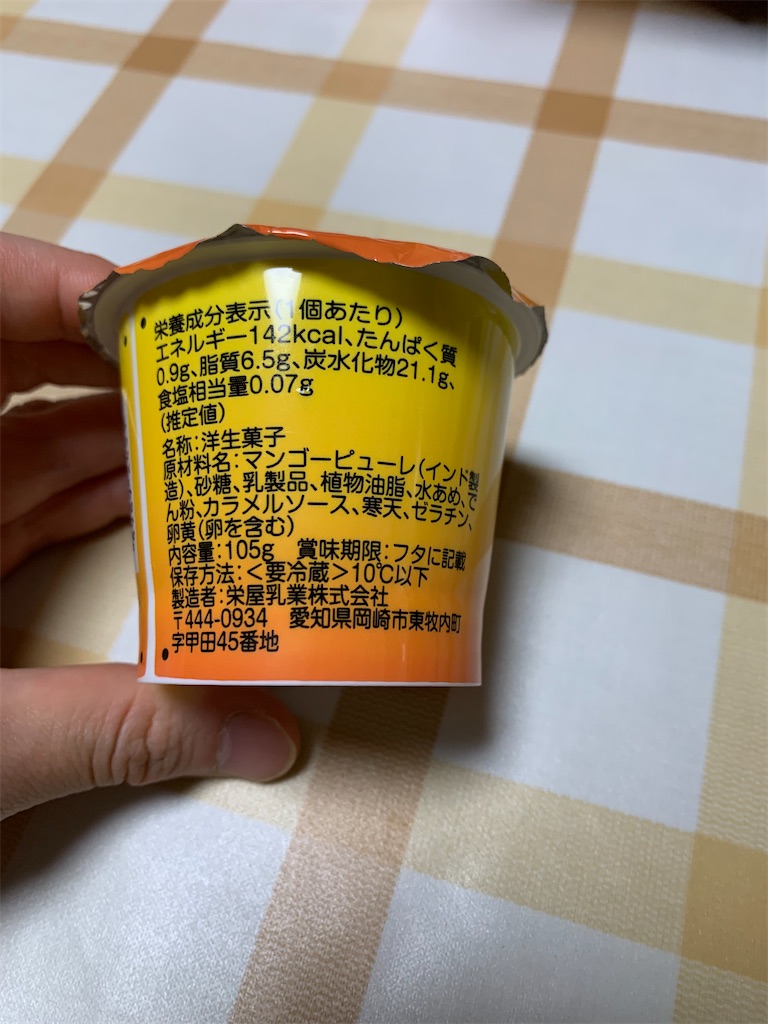 栄養成分表示(1個あたり)
エネルギー142kcal、たんぱく質
0.9g、脂質6.5g、炭水化物21.1g、
食塩相当量0.07g
(推定値)
名称:洋生菓子
原材料名:マンゴーピューレ(インド製
造)、砂糖、乳製品、植物油脂、水あめ、で
ん粉、カラメルソース、寒天、ゼラチン、
卵黄(卵を含む)
内容量:105g 賞味期限:フタに記載
保存方法:<要冷蔵>10℃以下
製造者:栄屋乳業株式会社
〒444-0934 愛知県岡崎市東牧内町
字甲田45番地